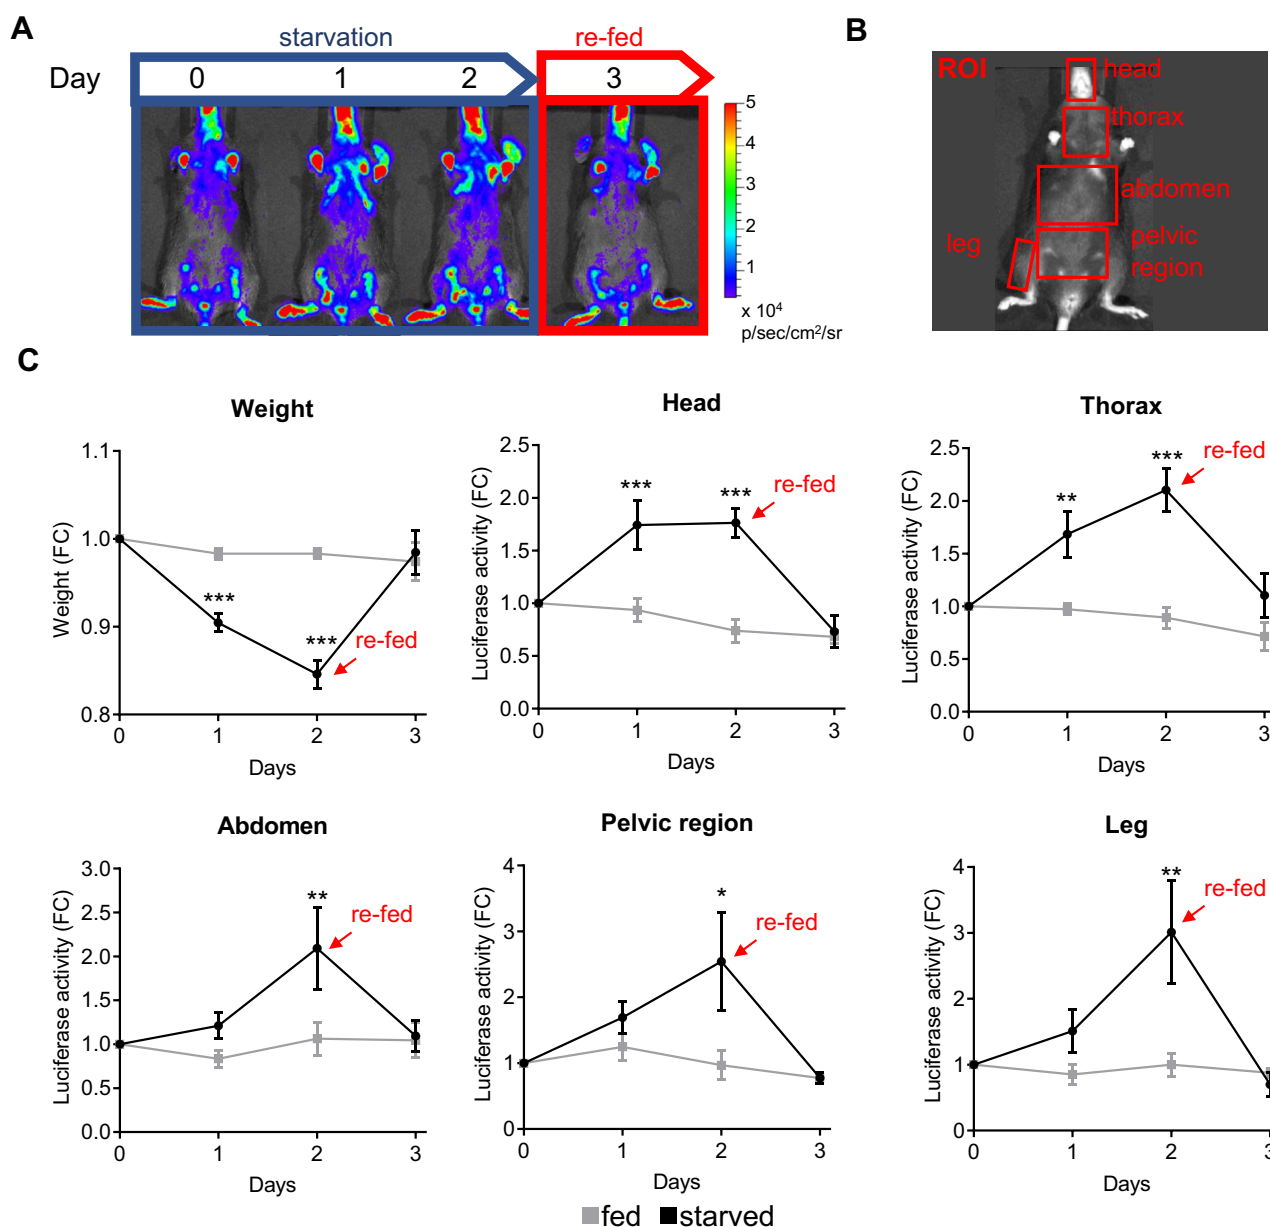 A
starvation
re-fed
Day
0
1
2
3
5
4
3
2
1
x 10⁴
p/sec/cm²/sr
B
ROI
head
thorax
abdomen
leg
pelvic
region
C
Weight
Weight (FC)
1.1
1.0
0.9
0.8
***
***
re-fed
0 1 2 3
Days
Head
Luciferase activity (FC)
2.5
2.0
1.5
1.0
0.5
0.0
***
***
re-fed
0 1 2 3
Days
Thorax
Luciferase activity (FC)
2.5
2.0
1.5
1.0
0.5
0.0
**
***
re-fed
0 1 2 3
Days
Abdomen
Luciferase activity (FC)
3.0
2.5
2.0
1.5
1.0
0.5
0.0
**
re-fed
0 1 2 3
Days
Pelvic region
Luciferase activity (FC)
4
3
2
1
0
*
re-fed
0 1 2 3
Days
Leg
Luciferase activity (FC)
4
3
2
1
0
**
re-fed
0 1 2 3
Days
fed starved